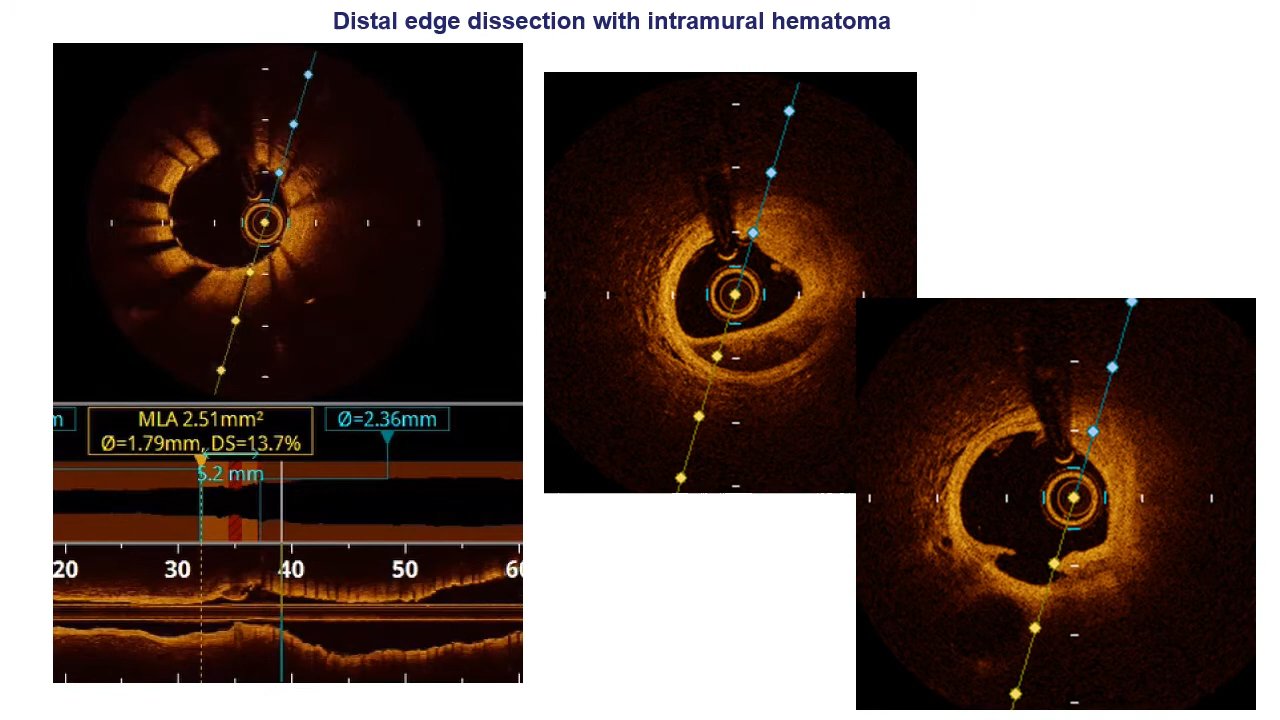 Distal edge dissection with intramural hematoma
m
MLA 2.51mm²
Ø=1.79mm, DS=13.7%
Ø=2.36mm
5.2 mm
20 30 40 50 60